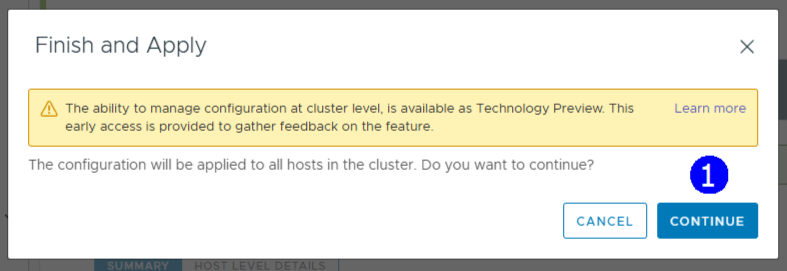 Finish and Apply
The ability to manage configuration at cluster level, is available as Technology Preview. This Learn more
early access is provided to gather feedback on the feature.
The configuration will be applied to all hosts in the cluster. Do you want to continue?
1
CANCEL CONTINUE
SUMMARY HOST LEVEL DETAILS